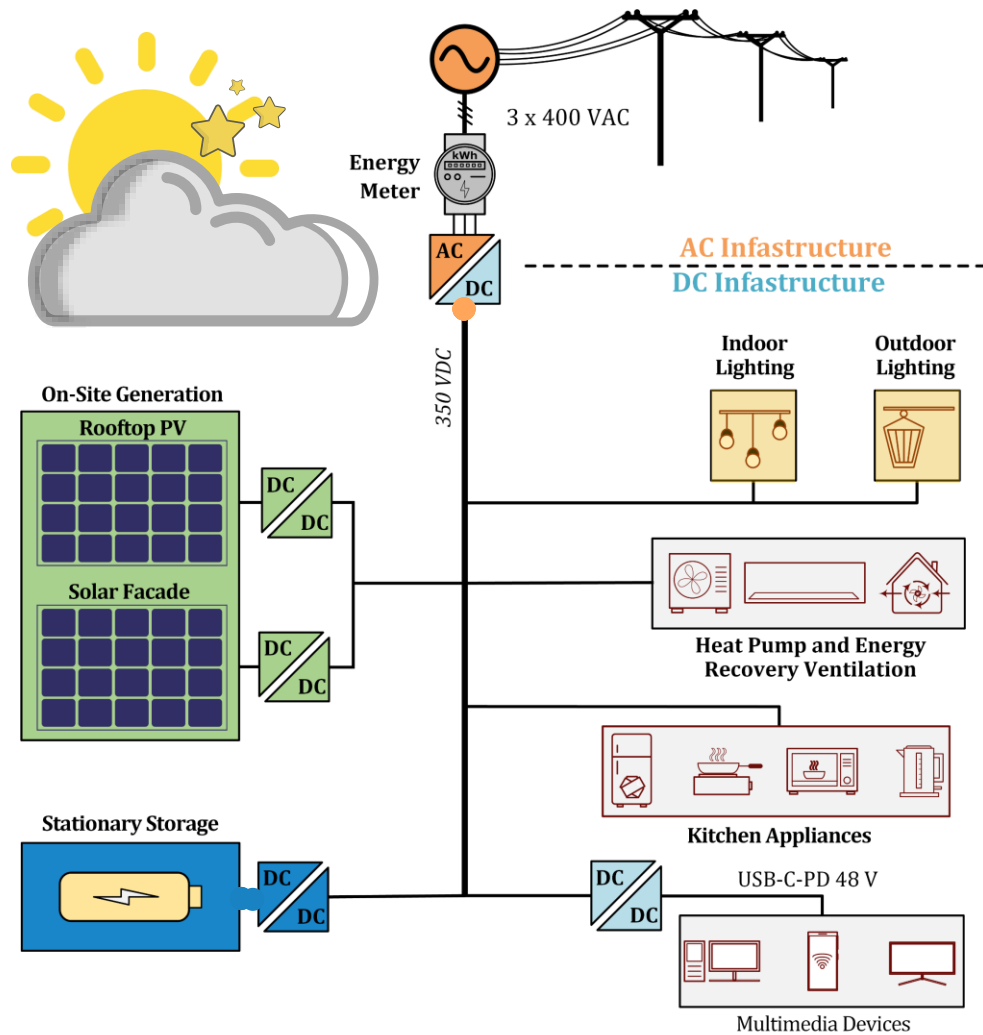 3 x 400 VAC
Energy
Meter
kWh
AC
DC
AC Infastructure
DC Infastructure
350 VDC
Indoor
Lighting
Outdoor
Lighting
On-Site Generation
Rooftop PV
DC
DC
Solar Facade
DC
DC
Heat Pump and Energy
Recovery Ventilation
Kitchen Appliances
Stationary Storage
DC
DC
DC
DC
USB-C-PD 48 V
Multimedia Devices